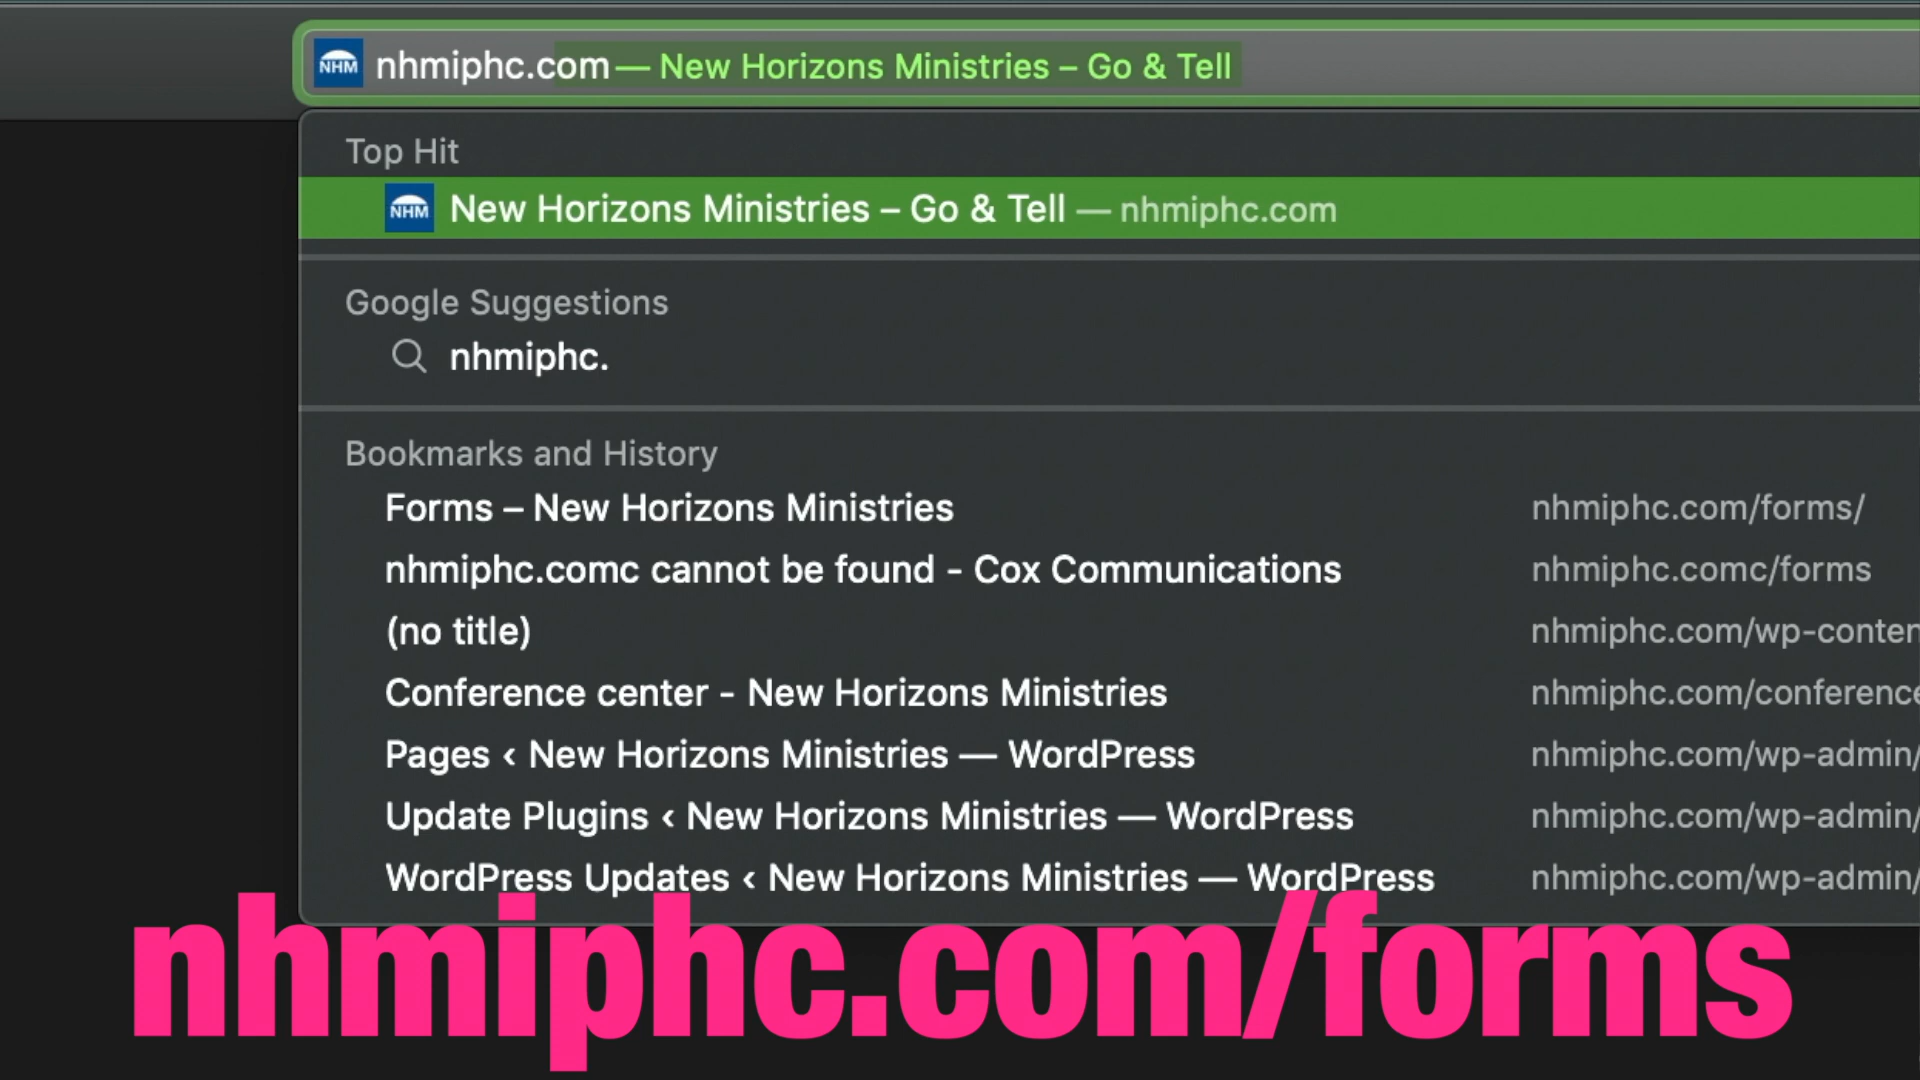 NHM nhmiphc.com — New Horizons Ministries – Go & Tell
Top Hit
NHM New Horizons Ministries – Go & Tell — nhmiphc.com
Google Suggestions
nhmiphc.
Bookmarks and History
Forms – New Horizons Ministries nhmiphc.com/forms/
nhmiphc.comc cannot be found - Cox Communications nhmiphc.comc/forms
(no title) nhmiphc.com/wp-conten
Conference center - New Horizons Ministries nhmiphc.com/conference
Pages ‹ New Horizons Ministries — WordPress nhmiphc.com/wp-admin/
Update Plugins ‹ New Horizons Ministries — WordPress nhmiphc.com/wp-admin/
WordPress Updates ‹ New Horizons Ministries — WordPress nhmiphc.com/wp-admin/
nhmiphc.com/forms